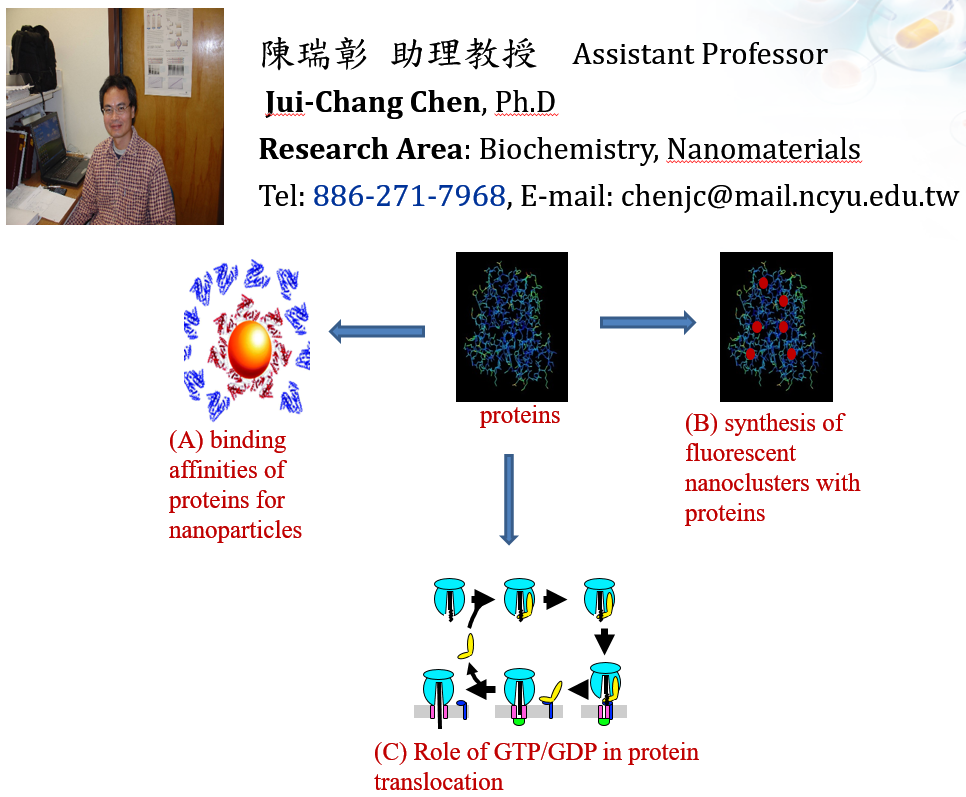 陳瑞彰 助理教授 Assistant Professor
Jui-Chang Chen, Ph.D
Research Area: Biochemistry, Nanomaterials
Tel: 886-271-7968, E-mail: chenjc@mail.ncyu.edu.tw
proteins
(A) binding
affinities of
proteins for
nanoparticles
(B) synthesis of
fluorescent
nanoclusters with
proteins
(C) Role of GTP/GDP in protein
translocation